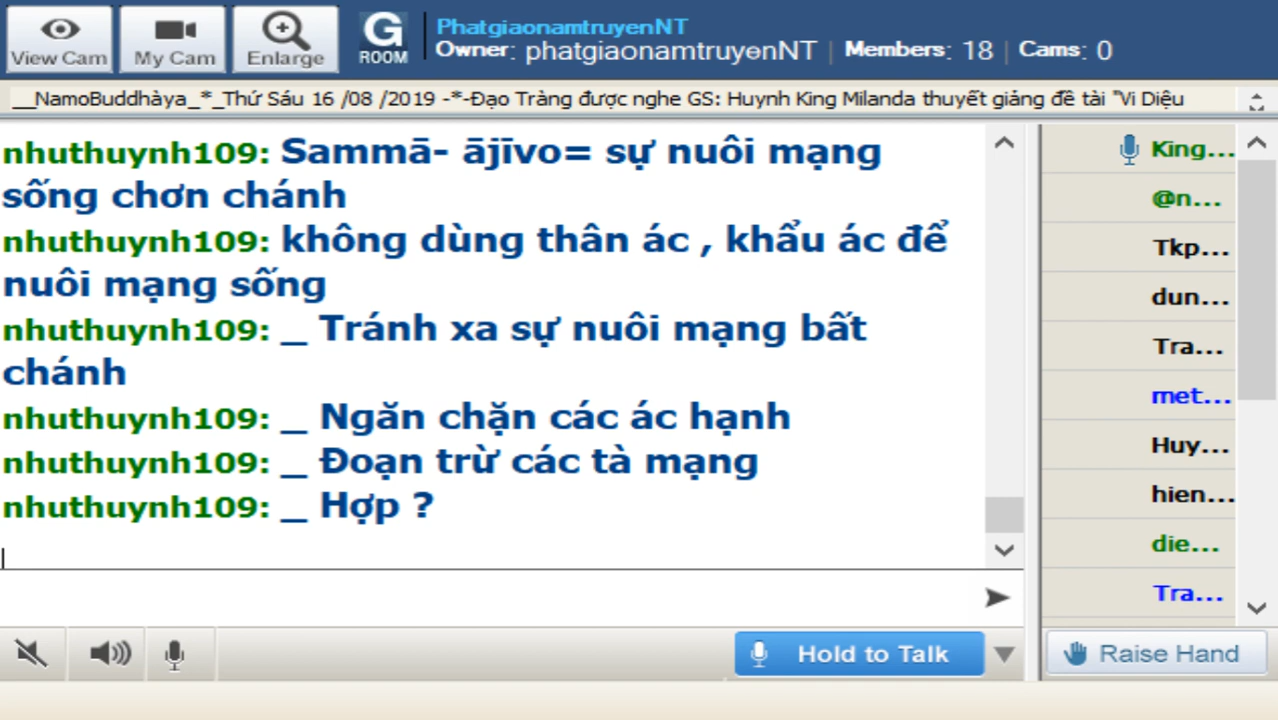 View Cam
My Cam
Enlarge
G
ROOM
PhatgiaonamtruyenNT
Owner: phatgiaonamtruyenNT | Members: 18 | Cams: 0
__NamoBuddhàya_*_Thứ Sáu 16 /08 /2019 -*-Đạo Tràng được nghe GS: Huynh King Milanda thuyết giảng đề tài "Vi Diệu
nhuthuynh109: Sammā- ājīvo= sự nuôi mạng
sống chơn chánh
nhuthuynh109: không dùng thân ác , khẩu ác để
nuôi mạng sống
nhuthuynh109: _ Tránh xa sự nuôi mạng bất
chánh
nhuthuynh109: _ Ngăn chặn các ác hạnh
nhuthuynh109: _ Đoạn trừ các tà mạng
nhuthuynh109: _ Hợp ?
King...
@n...
Tkp...
dun...
Tra...
met...
Huy...
hien...
die...
Tra...
Hold to Talk
Raise Hand